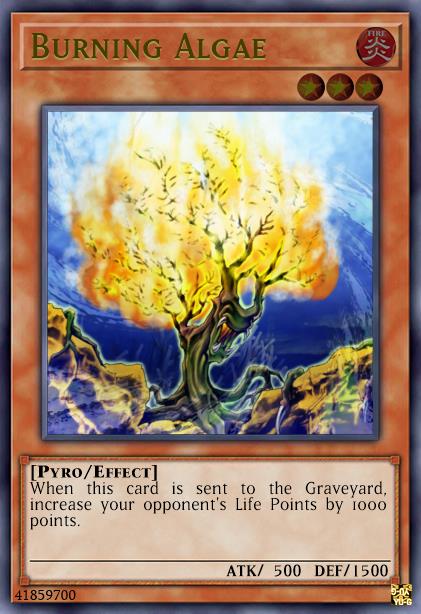 Burning Algae
FIRE
炎
[Pyro/Effect]
When this card is sent to the Graveyard,
increase your opponent's Life Points by 1000
points.
ATK/ 500 DEF/1500
41859700